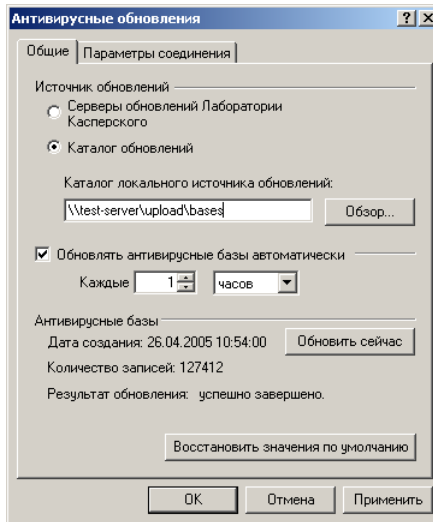 Антивирусные обновления
Общие Параметры соединения
Источник обновлений
Серверы обновлений Лаборатории
Касперского
Каталог обновлений
Каталог локального источника обновлений:
\\test-server\upload\bases Обзор...
Обновлять антивирусные базы автоматически
Каждые 1 часов
Антивирусные базы
Дата создания: 26.04.2005 10:54:00 Обновить сейчас
Количество записей: 127412
Результат обновления: успешно завершено.
Восстановить значения по умолчанию
OK Отмена Применить